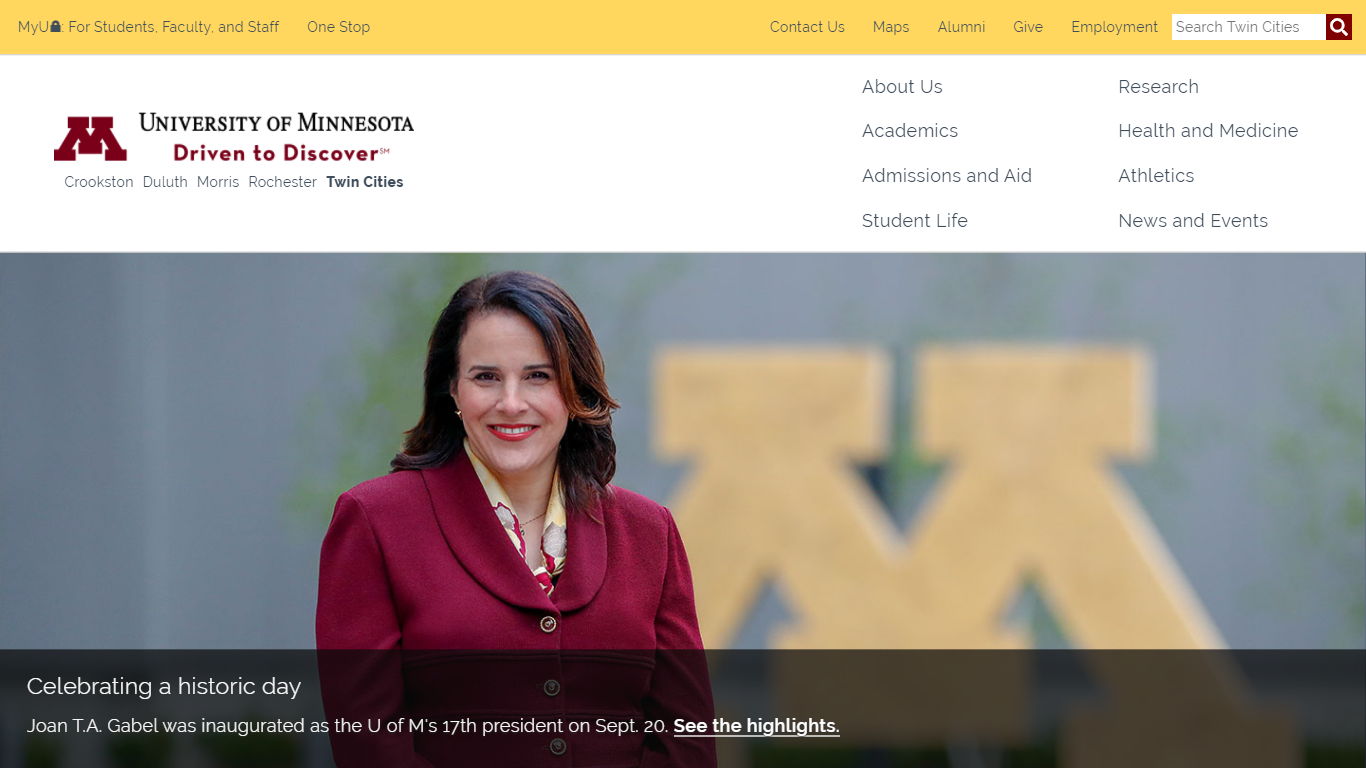 MyU: For Students, Faculty, and Staff One Stop Contact Us Maps Alumni Give Employment Search Twin Cities
About Us Research
UNIVERSITY OF MINNESOTA
Academics Health and Medicine
Driven to Discover℠
Crookston Duluth Morris Rochester Twin Cities
Admissions and Aid Athletics
Student Life News and Events
Celebrating a historic day
Joan T.A. Gabel was inaugurated as the U of M's 17th president on Sept. 20. See the highlights.